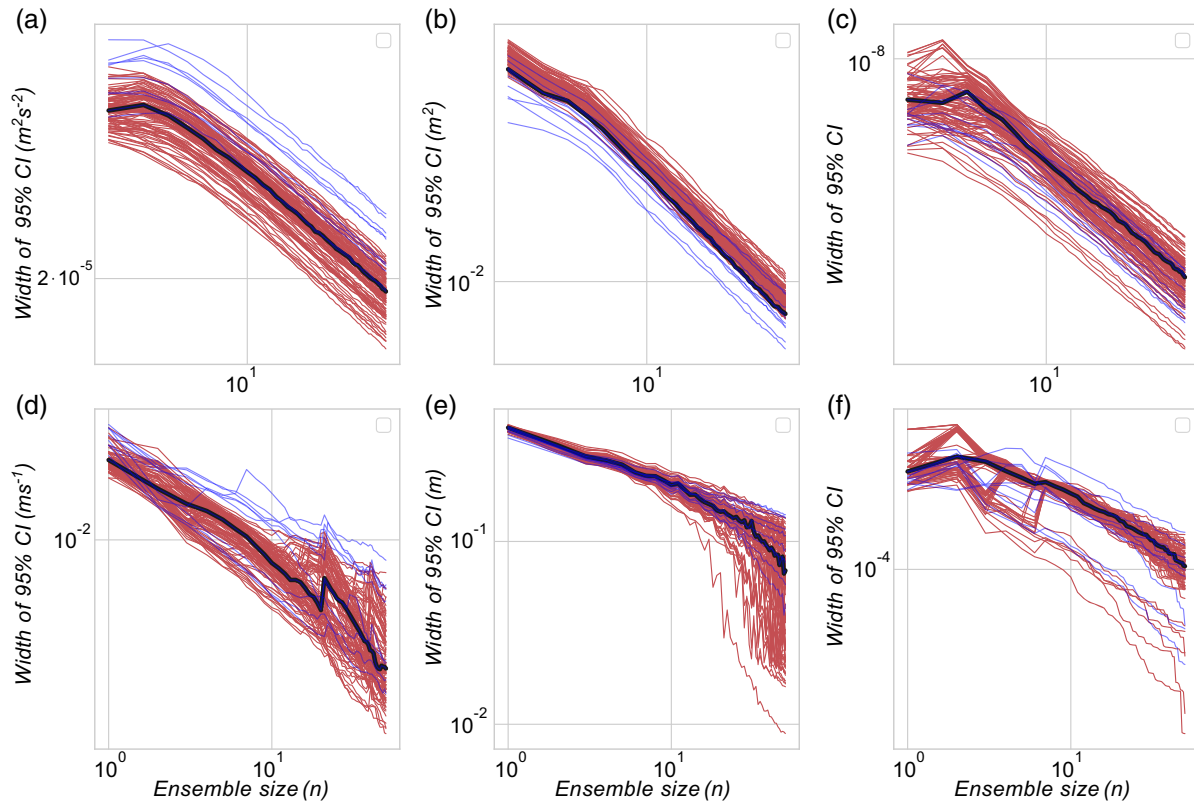 (a)
(b)
(c)
Width of 95% CI (m²s⁻²)
2·10⁻⁵
10¹
Width of 95% CI (m²)
10⁻²
10¹
Width of 95% CI
10⁻⁸
10¹
(d)
(e)
(f)
Width of 95% CI (ms⁻¹)
10⁻²
10⁰
10¹
Ensemble size (n)
Width of 95% CI (m)
10⁻¹
10⁻²
10⁰
10¹
Ensemble size (n)
Width of 95% CI
10⁻⁴
10⁰
10¹
Ensemble size (n)